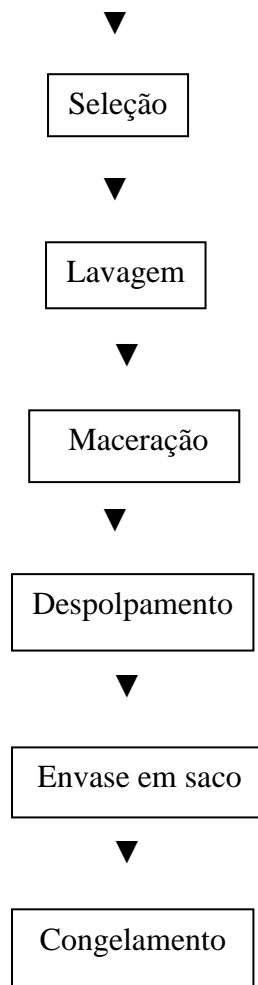 Seleção
Lavagem
Maceração
Despolpamento
Envase em saco
Congelamento